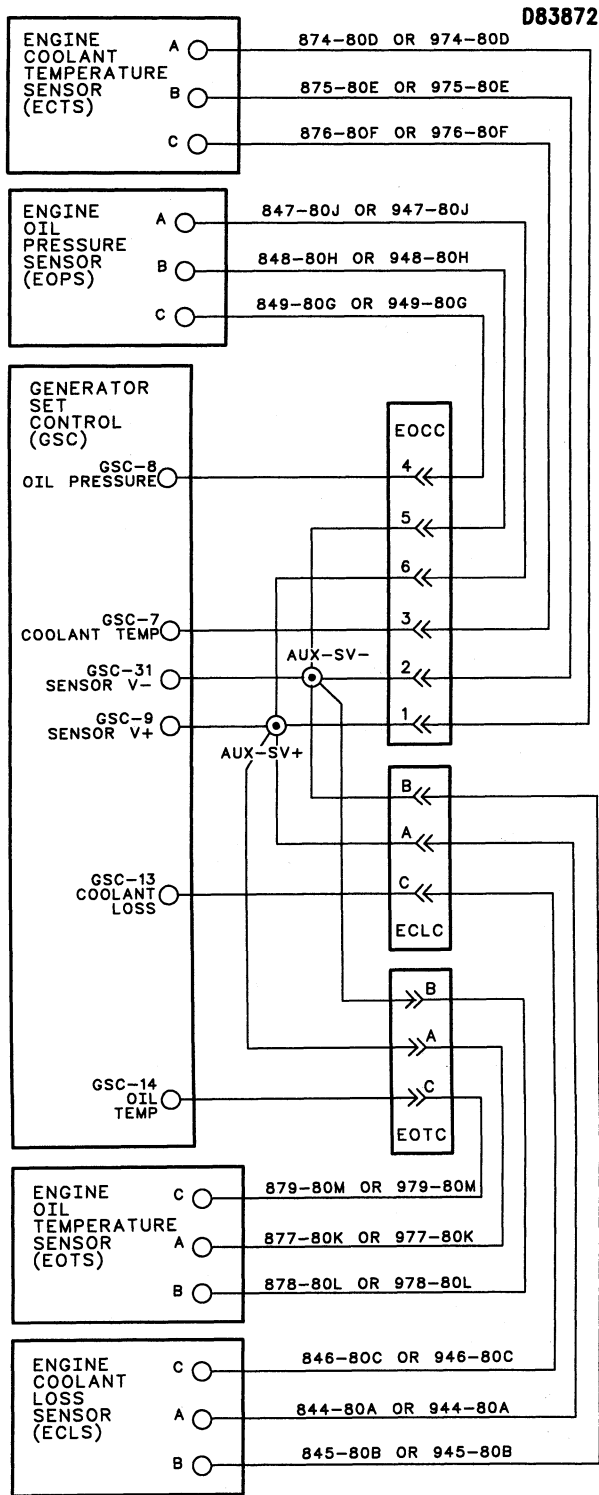 D83872
ENGINE
COOLANT
TEMPERATURE
SENSOR
(ECTS)
A
874-80D OR 974-80D
B
875-80E OR 975-80E
C
876-80F OR 976-80F
ENGINE
OIL
PRESSURE
SENSOR
(EOPS)
A
847-80J OR 947-80J
B
848-80H OR 948-80H
C
849-80G OR 949-80G
GENERATOR
SET
CONTROL
(GSC)
GSC-8
OIL PRESSURE
GSC-7
COOLANT TEMP
GSC-31
SENSOR V-
GSC-9
SENSOR V+
GSC-13
COOLANT
LOSS
GSC-14
OIL
TEMP
AUX-SV-
AUX-SV+
EOCC
4
5
6
3
2
1
B
A
C
ECLC
B
A
C
EOTC
ENGINE
OIL
TEMPERATURE
SENSOR
(EOTS)
C
879-80M OR 979-80M
A
877-80K OR 977-80K
B
878-80L OR 978-80L
ENGINE
COOLANT
LOSS
SENSOR
(ECLS)
C
846-80C OR 946-80C
A
844-80A OR 944-80A
B
845-80B OR 945-80B